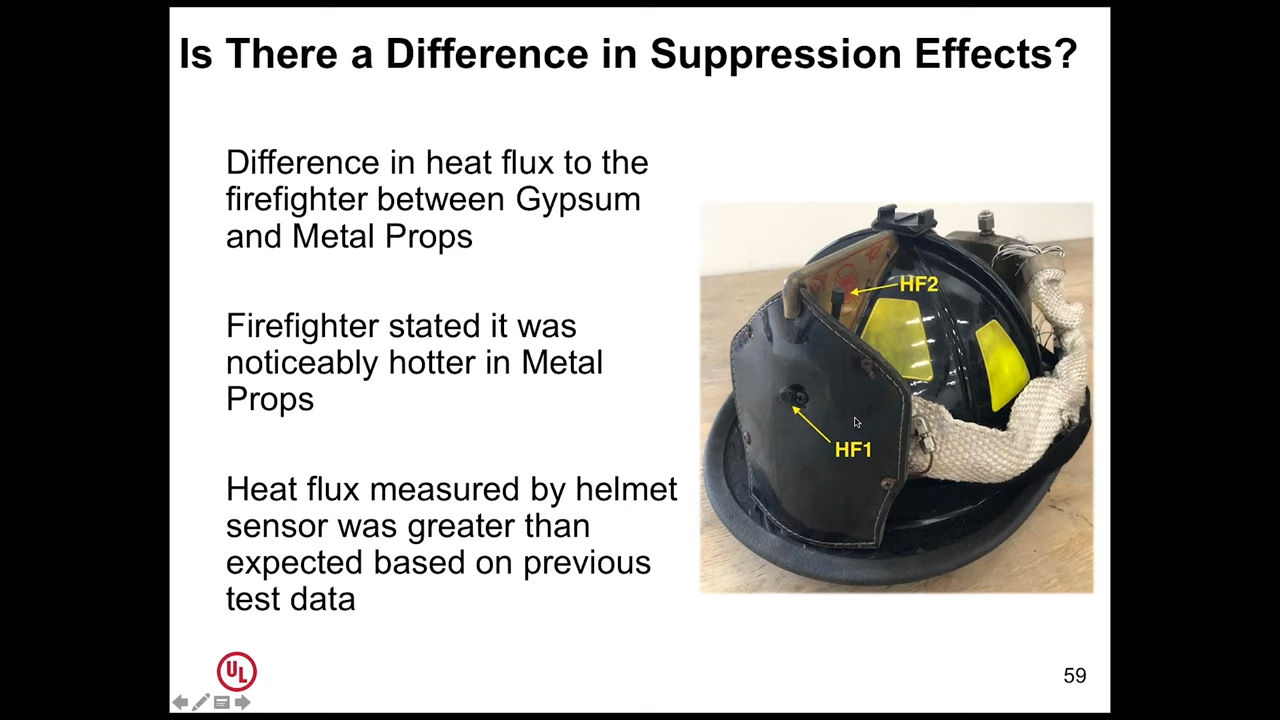 Is There a Difference in Suppression Effects?
Difference in heat flux to the
firefighter between Gypsum
and Metal Props
Firefighter stated it was
noticeably hotter in Metal
Props
Heat flux measured by helmet
sensor was greater than
expected based on previous
test data
HF2
HF1
UL
59